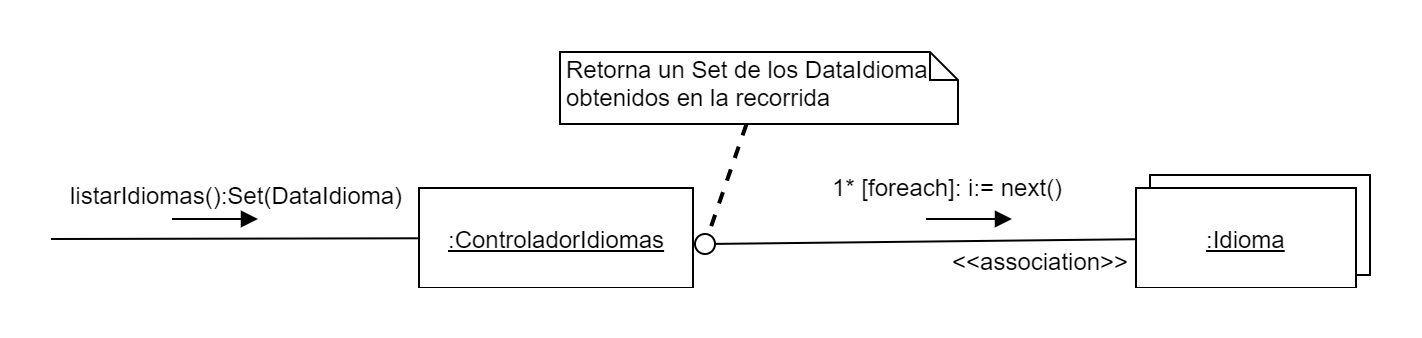 Retorna un Set de los DataIdioma
obtenidos en la recorrida
listarIdiomas():Set(DataIdioma)
1* [foreach]: i:= next()
:ControladorIdiomas
:Idioma
<<association>>